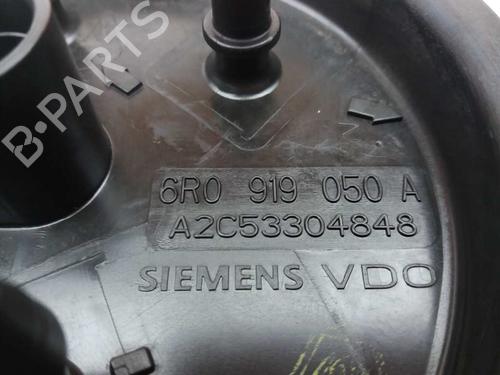 B-PARTS
6R0 919 050 A
A2C53304848
SIEMENS VDO